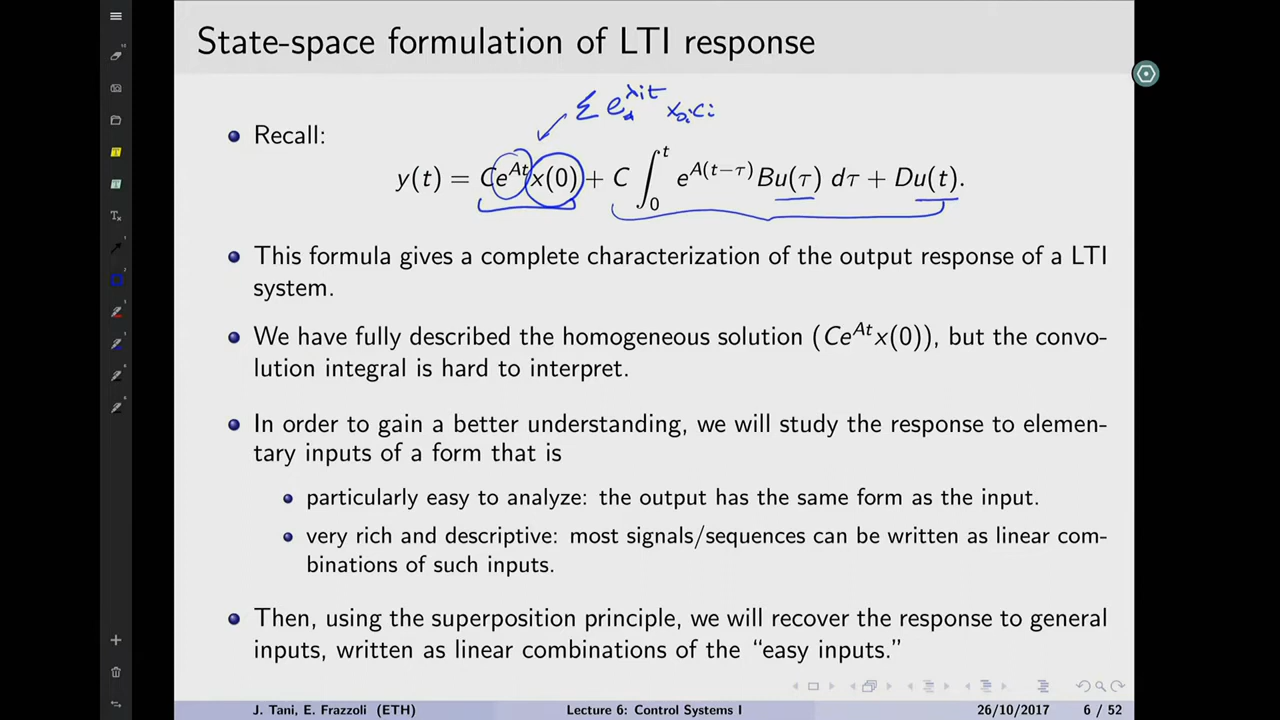 State-space formulation of LTI response
Σ e^{λit} x₀ᵢcᵢ
Recall:
y(t) = Ce^{At}x(0) + C ∫₀ᵗ e^{A(t−τ)}Bu(τ) dτ + Du(t).
This formula gives a complete characterization of the output response of a LTI
system.
We have fully described the homogeneous solution (Ce^{At}x(0)), but the convo-
lution integral is hard to interpret.
In order to gain a better understanding, we will study the response to elemen-
tary inputs of a form that is
particularly easy to analyze: the output has the same form as the input.
very rich and descriptive: most signals/sequences can be written as linear com-
binations of such inputs.
Then, using the superposition principle, we will recover the response to general
inputs, written as linear combinations of the “easy inputs.”
J. Tani, E. Frazzoli (ETH) Lecture 6: Control Systems I 26/10/2017 6 / 52